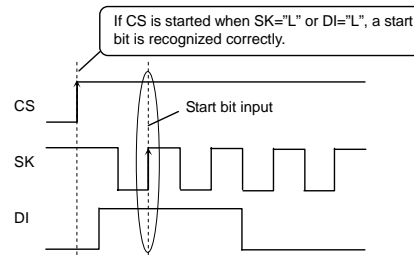 If CS is started when SK=”L” or DI=”L”, a start
bit is recognized correctly.
CS
Start bit input
SK
DI